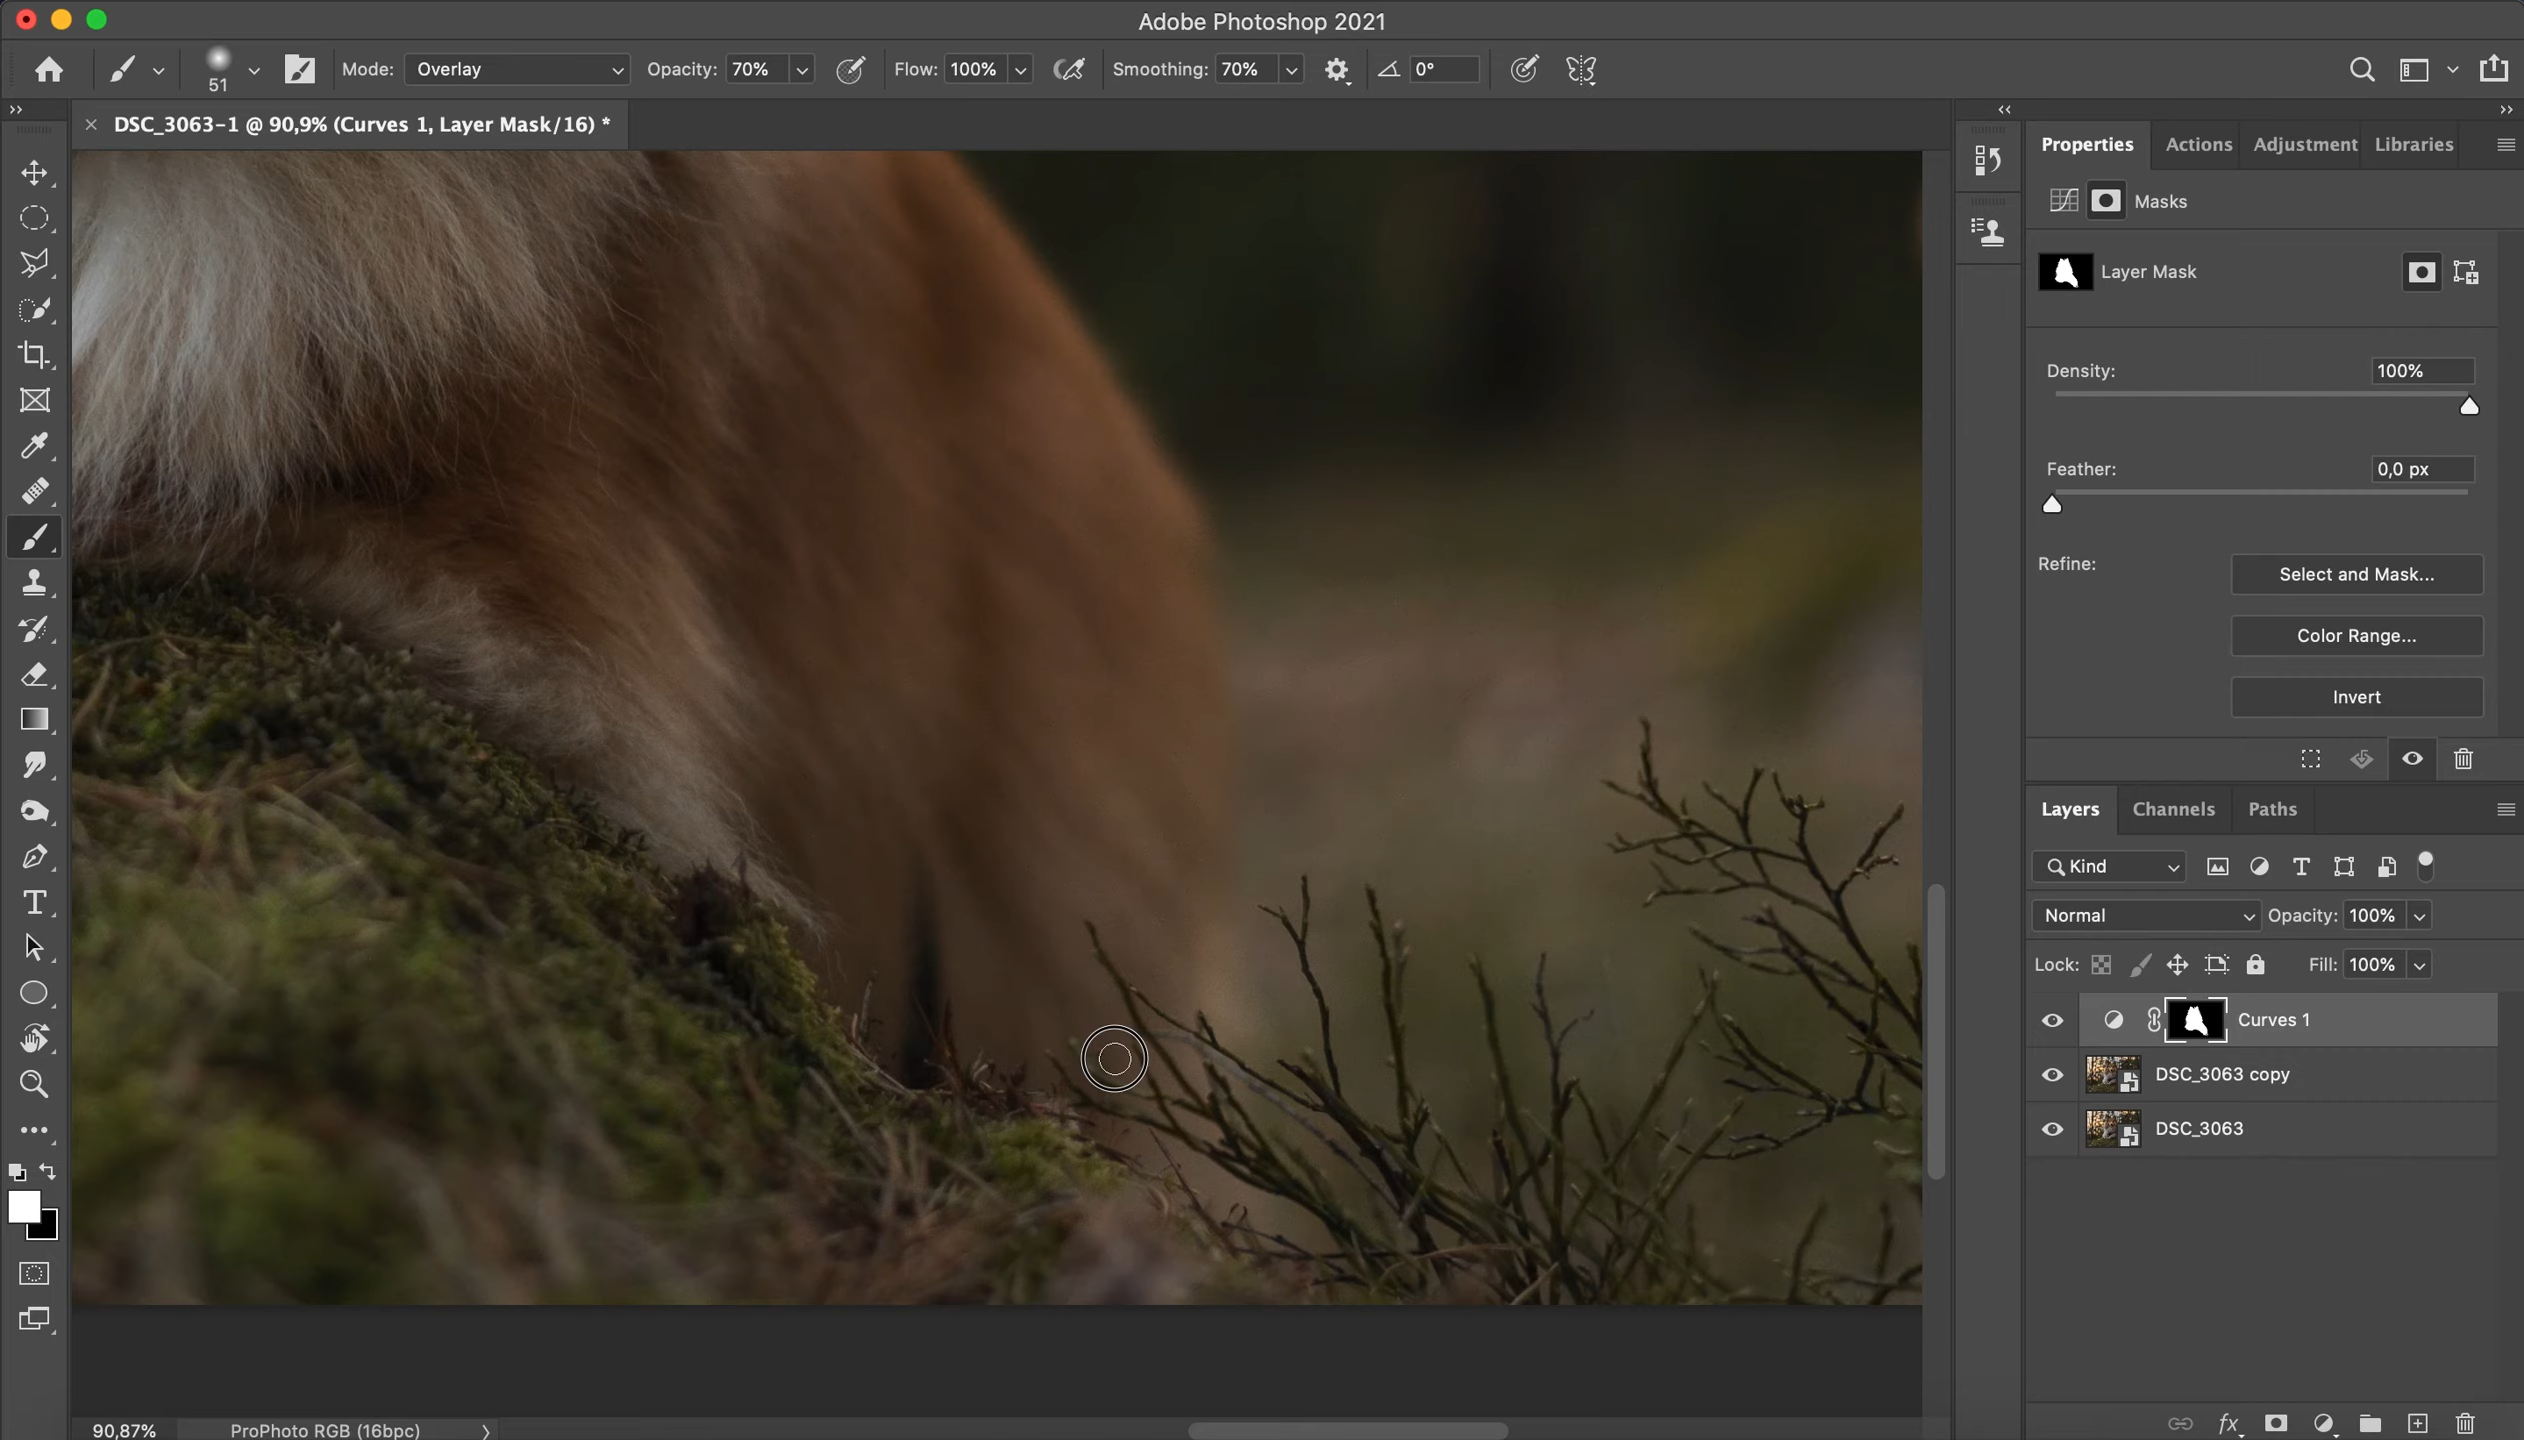 Adobe Photoshop 2021
51 Mode: Overlay Opacity: 70% Flow: 100% Smoothing: 70% 0°
DSC_3063-1 @ 90,9% (Curves 1, Layer Mask/16) *
Properties Actions Adjustment Libraries
Masks
Layer Mask
Density: 100%
Feather: 0,0 px
Refine: Select and Mask...
Color Range...
Invert
Layers Channels Paths
Kind
Normal Opacity: 100%
Lock: Fill: 100%
Curves 1
DSC_3063 copy
DSC_3063
fx
90,87% ProPhoto RGB (16bpc)